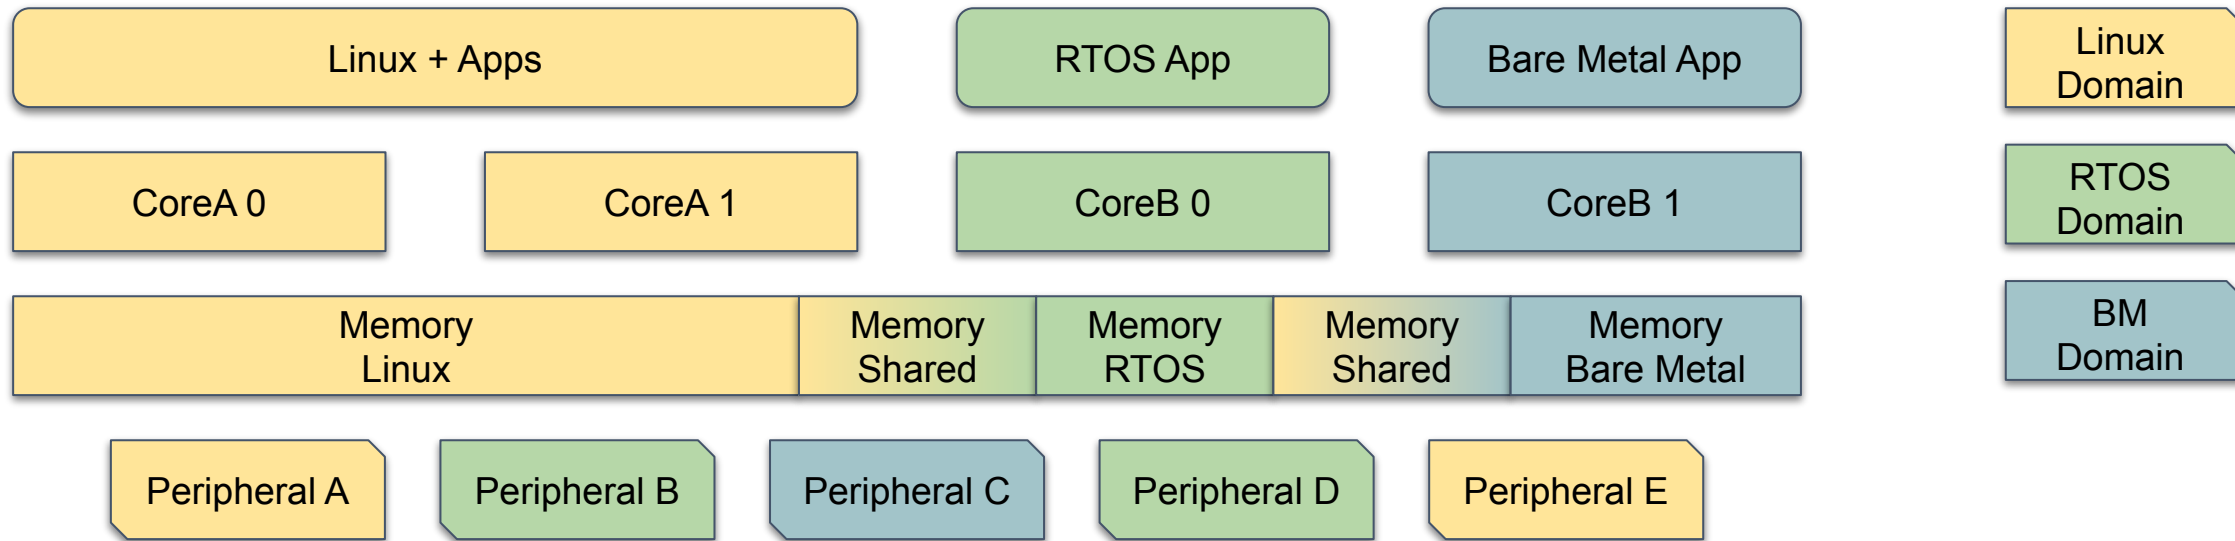 Linux + Apps
RTOS App
Bare Metal App
Linux
Domain
CoreA 0
CoreA 1
CoreB 0
CoreB 1
RTOS
Domain
Memory
Linux
Memory
Shared
Memory
RTOS
Memory
Shared
Memory
Bare Metal
BM
Domain
Peripheral A
Peripheral B
Peripheral C
Peripheral D
Peripheral E